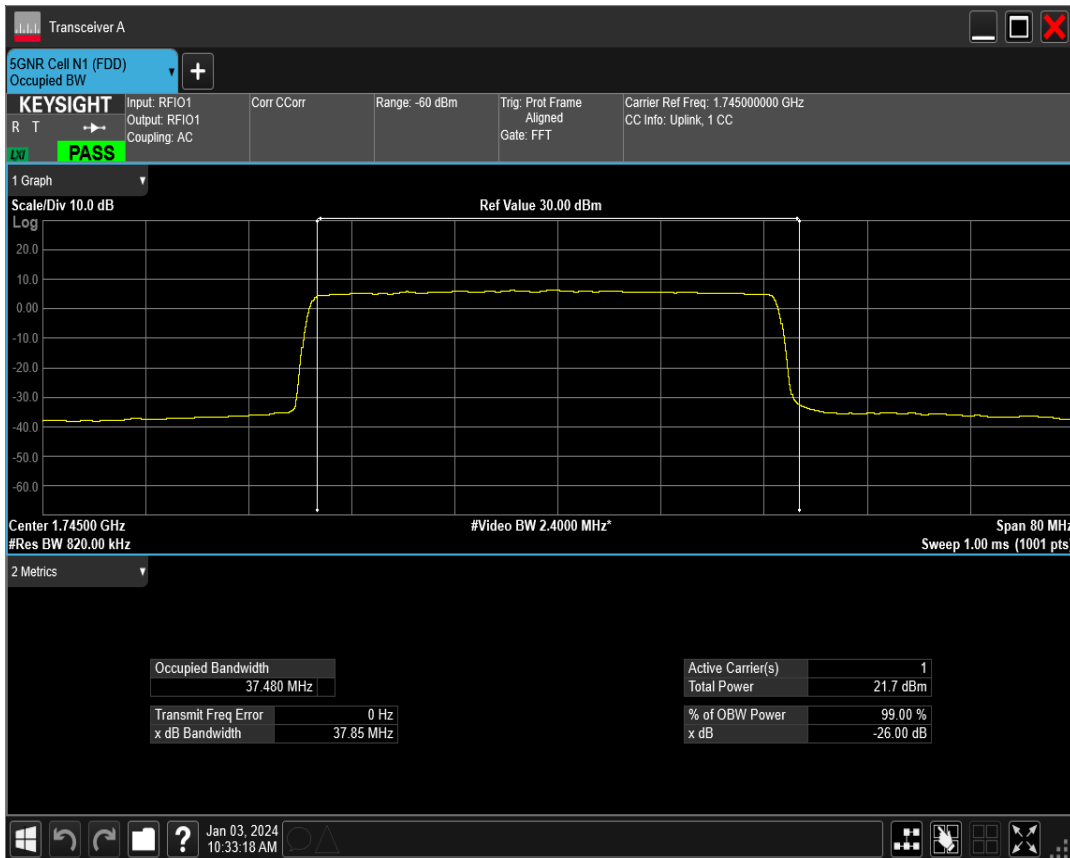 Transceiver A
5GNR Cell N1 (FDD)
Occupied BW
+
KEYSIGHT
R T
LXI
PASS
Input: RFIO1
Output: RFIO1
Coupling: AC
Corr CCorr
Range: -60 dBm
Trig: Prot Frame
Aligned
Gate: FFT
Carrier Ref Freq: 1.745000000 GHz
CC Info: Uplink, 1 CC
1 Graph
Scale/Div 10.0 dB
Ref Value 30.00 dBm
Log
20.0
10.0
0.00
-10.0
-20.0
-30.0
-40.0
-50.0
-60.0
Center 1.74500 GHz
#Video BW 2.4000 MHz*
Span 80 MHz
#Res BW 820.00 kHz
Sweep 1.00 ms (1001 pts)
2 Metrics
Occupied Bandwidth
37.480 MHz
Transmit Freq Error 0 Hz
x dB Bandwidth 37.85 MHz
Active Carrier(s) 1
Total Power 21.7 dBm
% of OBW Power 99.00 %
x dB -26.00 dB
?
Jan 03, 2024
10:33:18 AM